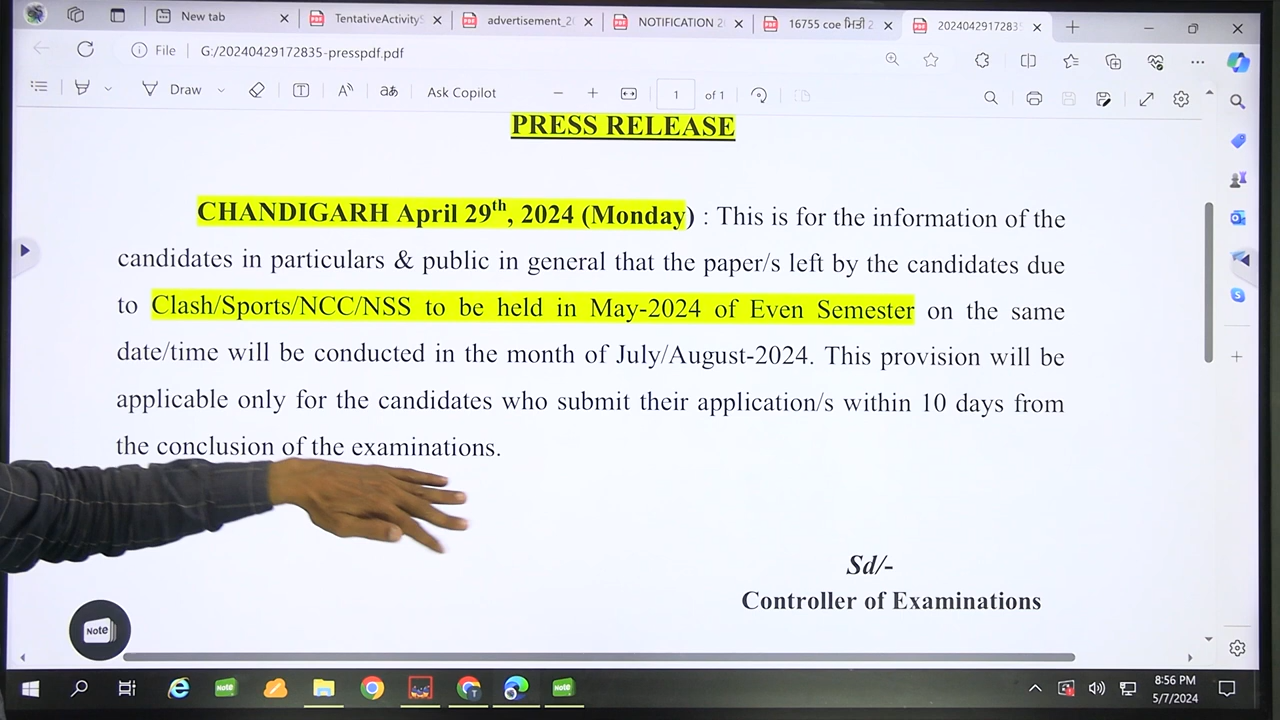 New tab
TentativeActivityS
advertisement_2
NOTIFICATION 2
16755 coe ਮਿਤੀ 2
2024042917283
File G:/20240429172835-presspdf.pdf
Draw
aあ
Ask Copilot
1 of 1
PRESS RELEASE
CHANDIGARH April 29th, 2024 (Monday) : This is for the information of the
candidates in particulars & public in general that the paper/s left by the candidates due
to Clash/Sports/NCC/NSS to be held in May-2024 of Even Semester on the same
date/time will be conducted in the month of July/August-2024. This provision will be
applicable only for the candidates who submit their application/s within 10 days from
the conclusion of the examinations.
Sd/-
Controller of Examinations
Note
Note
Note
8:56 PM
5/7/2024